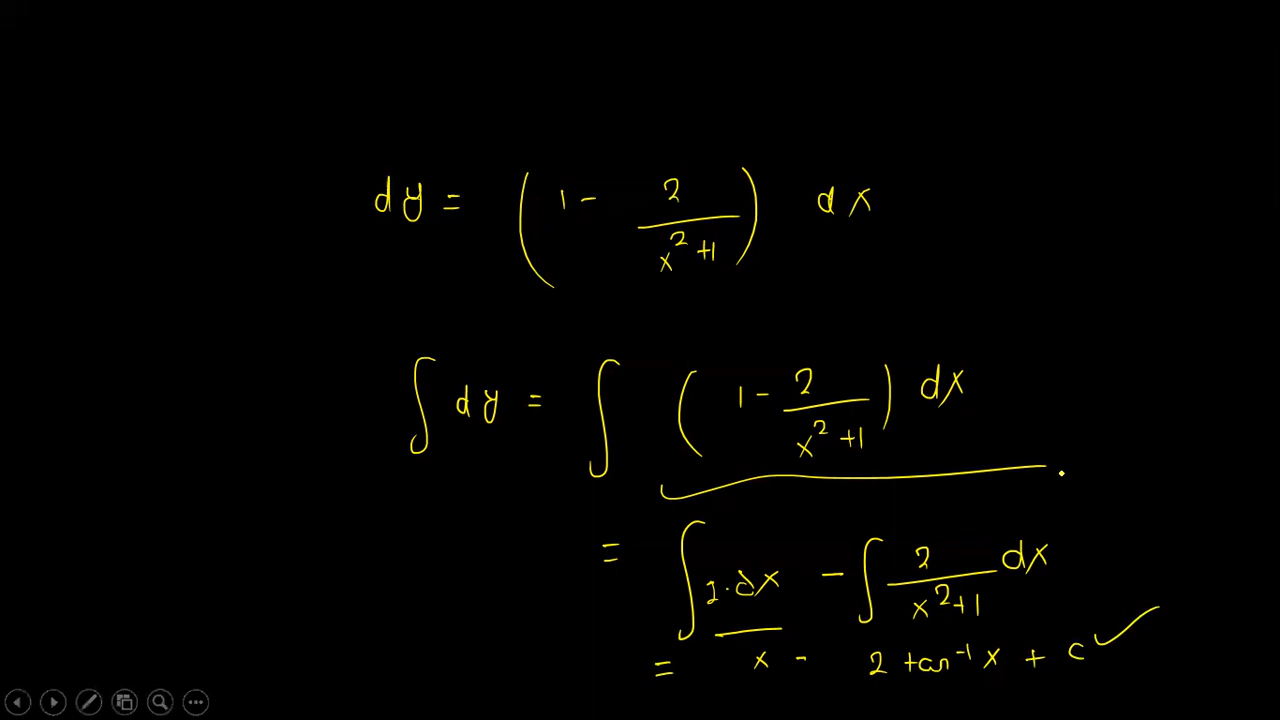 dy = ( 1 - 2/(x²+1) ) dx
∫ dy = ∫ ( 1 - 2/(x²+1) ) dx .
= ∫ 1·dx - ∫ 2/(x²+1) dx
= x - 2 tan⁻¹ x + c ✓